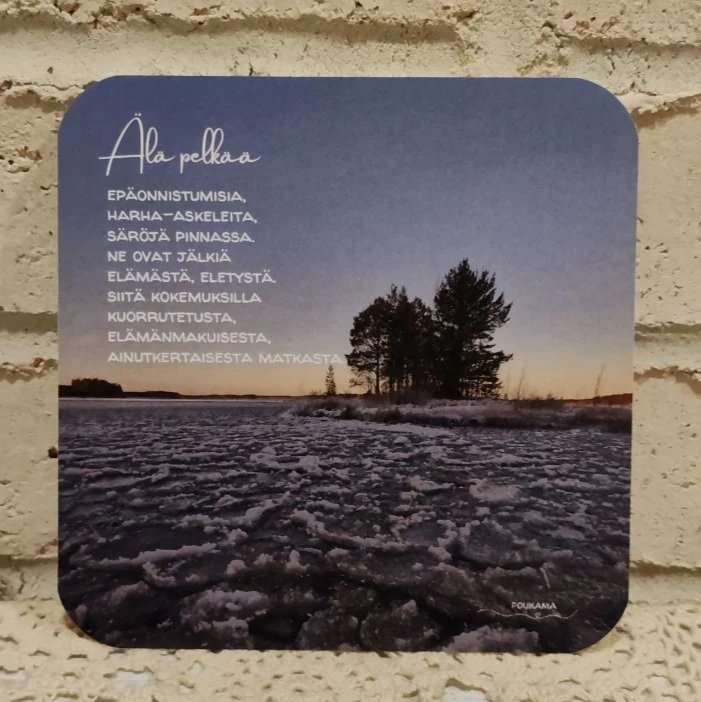 Älä pelkää
EPÄONNISTUMISIA,
HARHA-ASKELEITA,
SÄRÖJÄ PINNASSA.
NE OVAT JÄLKIÄ
ELÄMÄSTÄ, ELETYSTÄ.
SIITÄ KOKEMUKSILLA
KUORRUTETUSTA,
ELÄMÄNMAKUISESTA,
AINUTKERTAISESTA MATKASTA.
POUKAMA